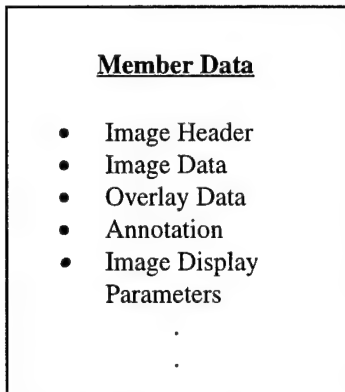 Member Data
• Image Header
• Image Data
• Overlay Data
• Annotation
• Image Display
Parameters
.
.